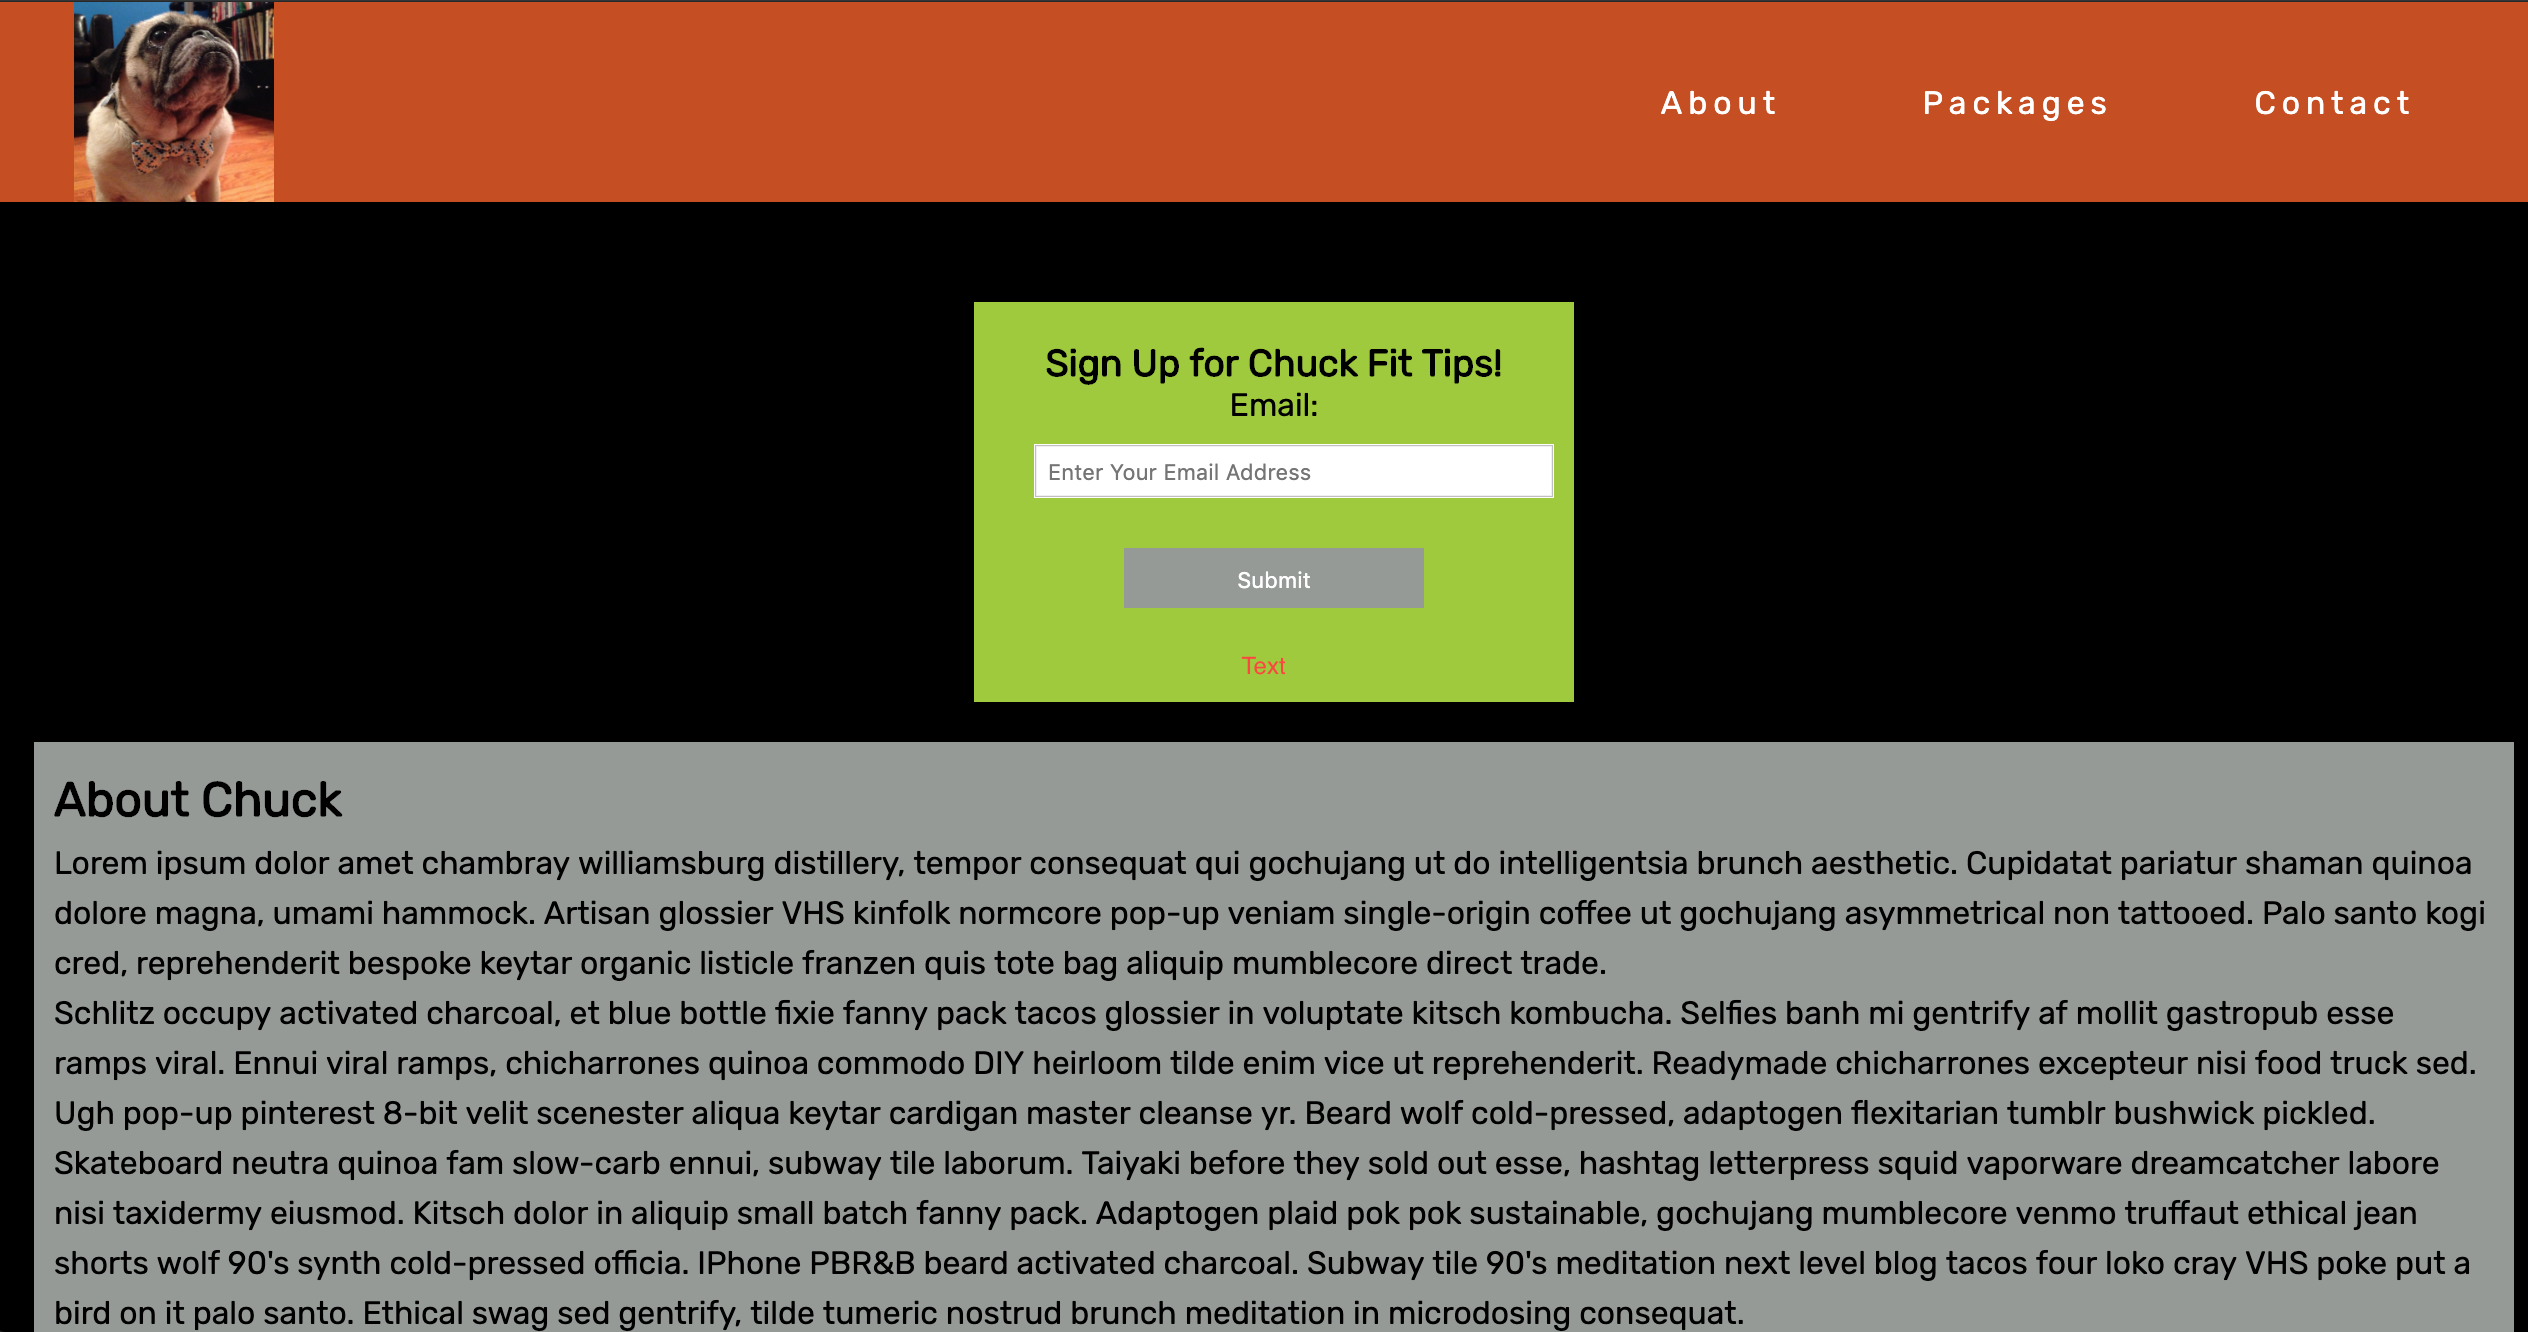 About Packages Contact
Sign Up for Chuck Fit Tips!
Email:
Enter Your Email Address
Submit
Text
About Chuck
Lorem ipsum dolor amet chambray williamsburg distillery, tempor consequat qui gochujang ut do intelligentsia brunch aesthetic. Cupidatat pariatur shaman quinoa
dolore magna, umami hammock. Artisan glossier VHS kinfolk normcore pop-up veniam single-origin coffee ut gochujang asymmetrical non tattooed. Palo santo kogi
cred, reprehenderit bespoke keytar organic listicle franzen quis tote bag aliquip mumblecore direct trade.
Schlitz occupy activated charcoal, et blue bottle fixie fanny pack tacos glossier in voluptate kitsch kombucha. Selfies banh mi gentrify af mollit gastropub esse
ramps viral. Ennui viral ramps, chicharrones quinoa commodo DIY heirloom tilde enim vice ut reprehenderit. Readymade chicharrones excepteur nisi food truck sed.
Ugh pop-up pinterest 8-bit velit scenester aliqua keytar cardigan master cleanse yr. Beard wolf cold-pressed, adaptogen flexitarian tumblr bushwick pickled.
Skateboard neutra quinoa fam slow-carb ennui, subway tile laborum. Taiyaki before they sold out esse, hashtag letterpress squid vaporware dreamcatcher labore
nisi taxidermy eiusmod. Kitsch dolor in aliquip small batch fanny pack. Adaptogen plaid pok pok sustainable, gochujang mumblecore venmo truffaut ethical jean
shorts wolf 90's synth cold-pressed officia. IPhone PBR&B beard activated charcoal. Subway tile 90's meditation next level blog tacos four loko cray VHS poke put a
bird on it palo santo. Ethical swag sed gentrify, tilde tumeric nostrud brunch meditation in microdosing consequat.